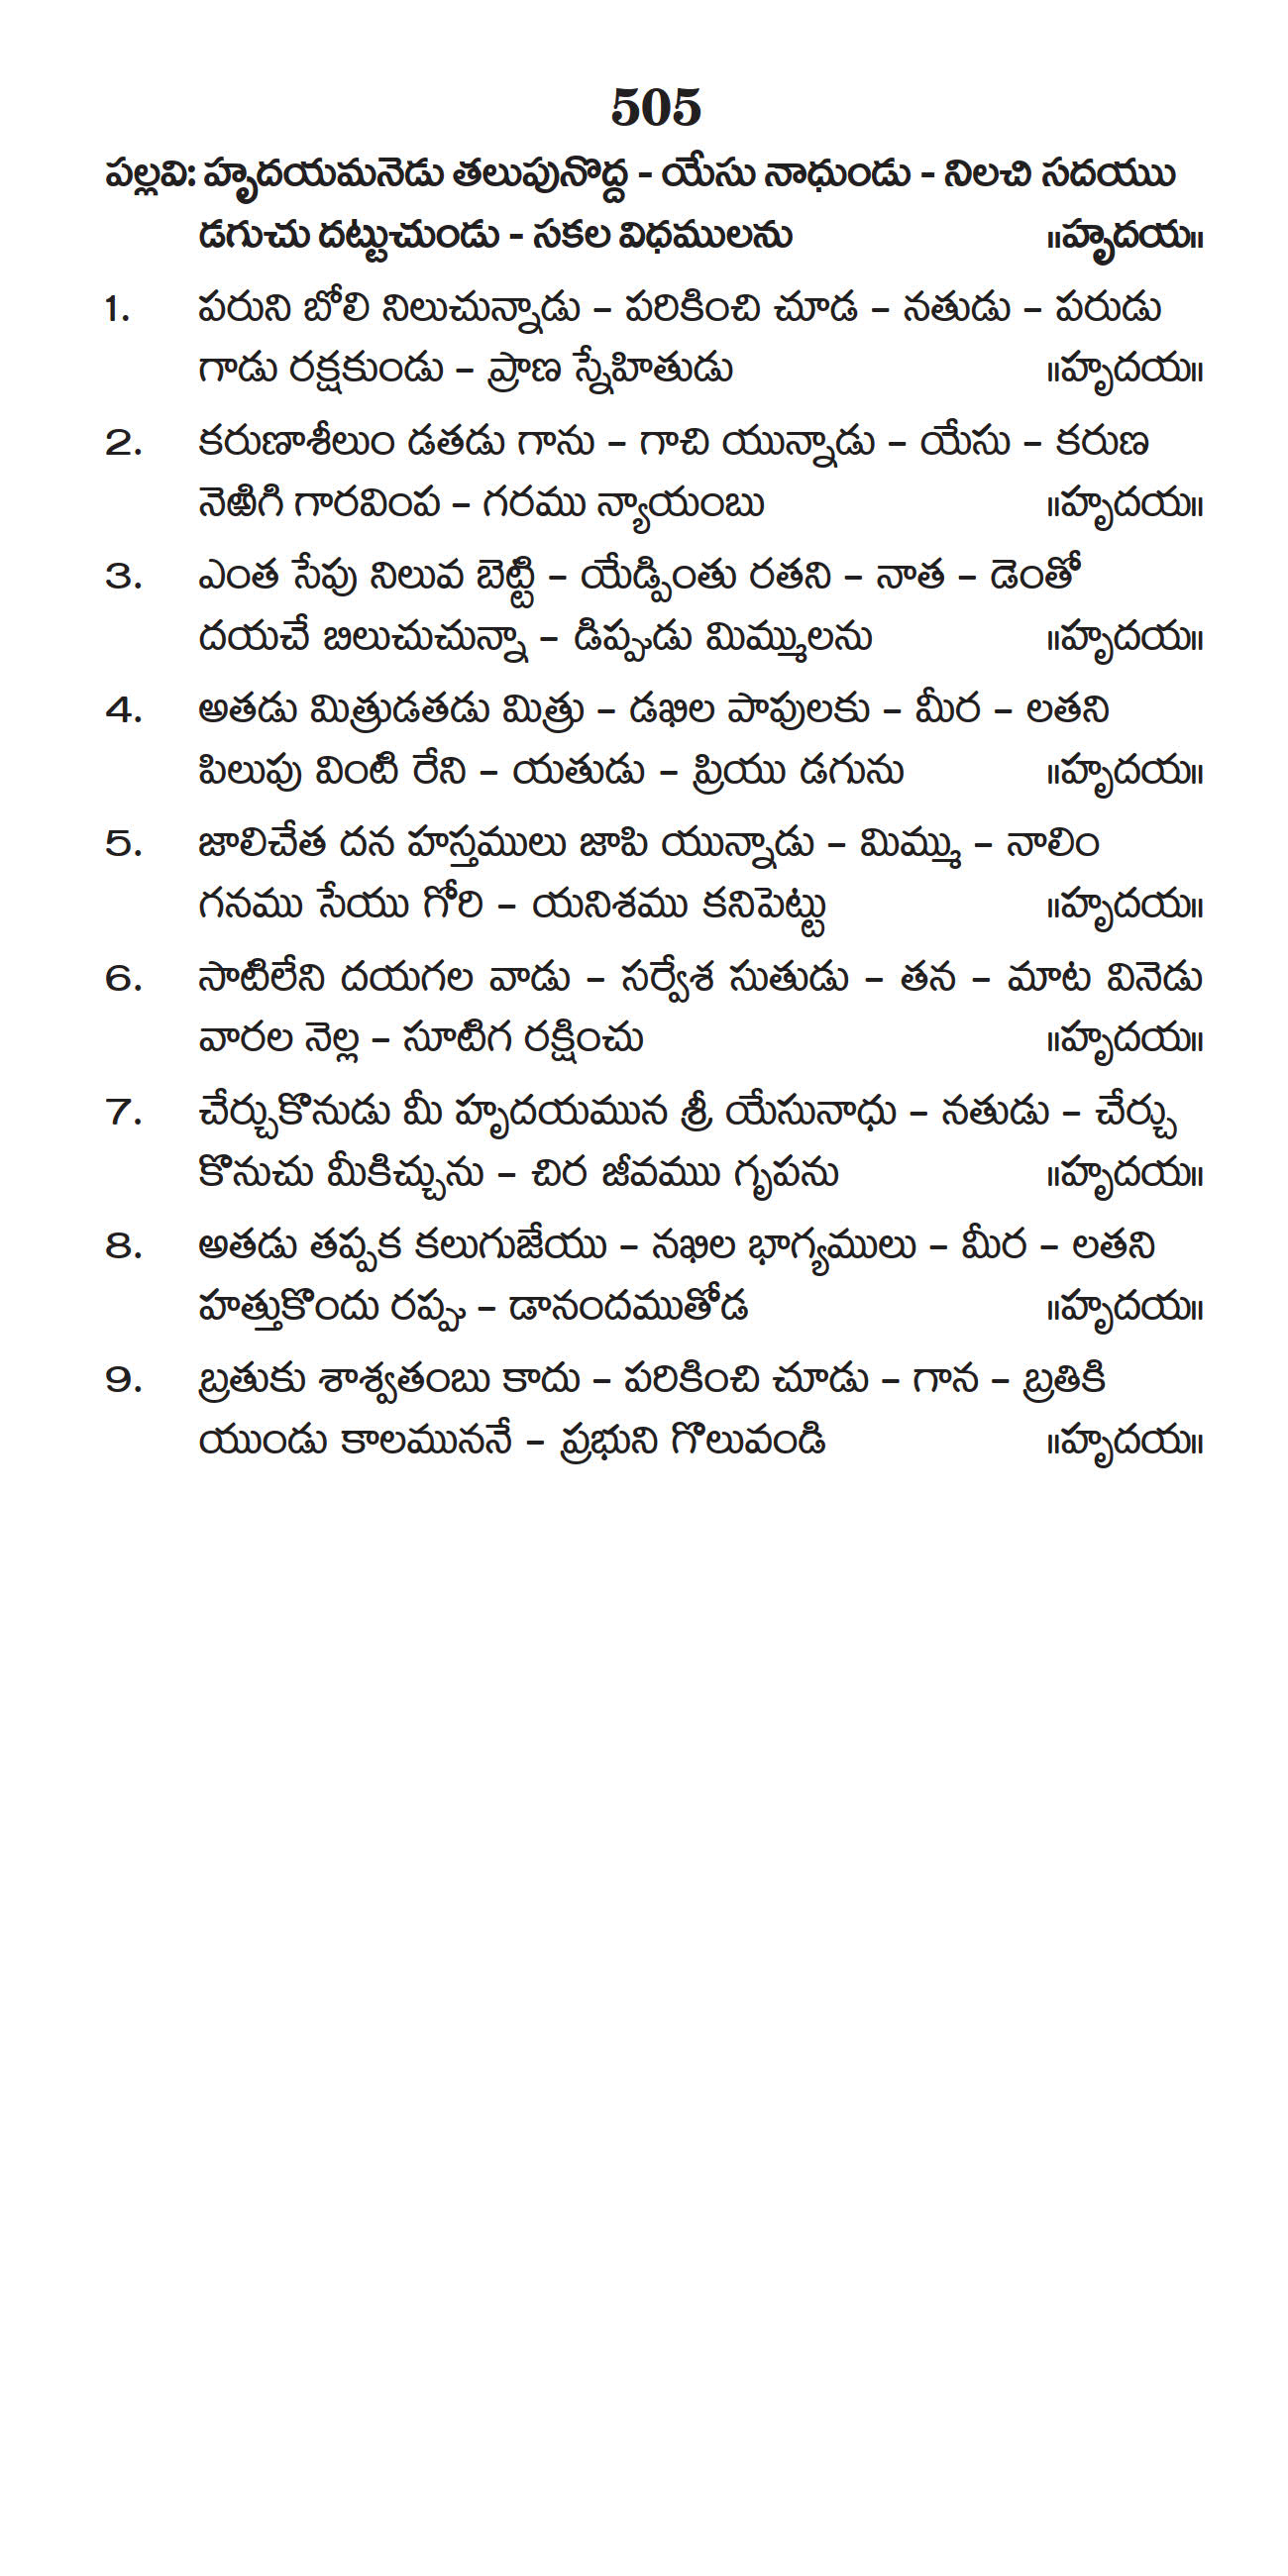 505
పల్లవి: హృదయమనెడు తలుపునొద్ద - యేసు నాధుండు - నిలచి సదయు
డగుచు దట్టుచుండు - సకల విధములను ॥హృదయ॥
1. పరుని బోలి నిలుచున్నాడు – పరికించి చూడ – నతుడు – పరుడు
గాడు రక్షకుండు – ప్రాణ స్నేహితుడు ॥హృదయ॥
2. కరుణాశీలుం డతడు గాను – గాచి యున్నాడు – యేసు – కరుణ
నెఱిగి గారవింప – గరము న్యాయంబు ॥హృదయ॥
3. ఎంత సేపు నిలువ బెట్టి – యేడ్పింతు రతని – నాత – డెంతో
దయచే బిలుచుచున్నా – డిప్పుడు మిమ్ములను ॥హృదయ॥
4. అతడు మిత్రుడతడు మిత్రు – డఖిల పాపులకు – మీర – లతని
పిలుపు వింటి రేని – యతుడు – ప్రియు డగును ॥హృదయ॥
5. జాలిచేత దన హస్తములు జాపి యున్నాడు – మిమ్ము – నాలిం
గనము సేయు గోరి – యనిశము కనిపెట్టు ॥హృదయ॥
6. సాటిలేని దయగల వాడు – సర్వేశ సుతుడు – తన – మాట వినెడు
వారల నెల్ల – సూటిగ రక్షించు ॥హృదయ॥
7. చేర్చుకొనుడు మీ హృదయమున శ్రీ యేసునాధు – నతుడు – చేర్చు
కొనుచు మీకిచ్చును – చిర జీవము గృపను ॥హృదయ॥
8. అతడు తప్పక కలుగుజేయు – నఖిల భాగ్యములు – మీర – లతని
హత్తుకొందు రప్పు – డానందముతోడ ॥హృదయ॥
9. బ్రతుకు శాశ్వతంబు కాదు – పరికించి చూడు – గాన – బ్రతికి
యుండు కాలముననే – ప్రభుని గొలువండి ॥హృదయ॥